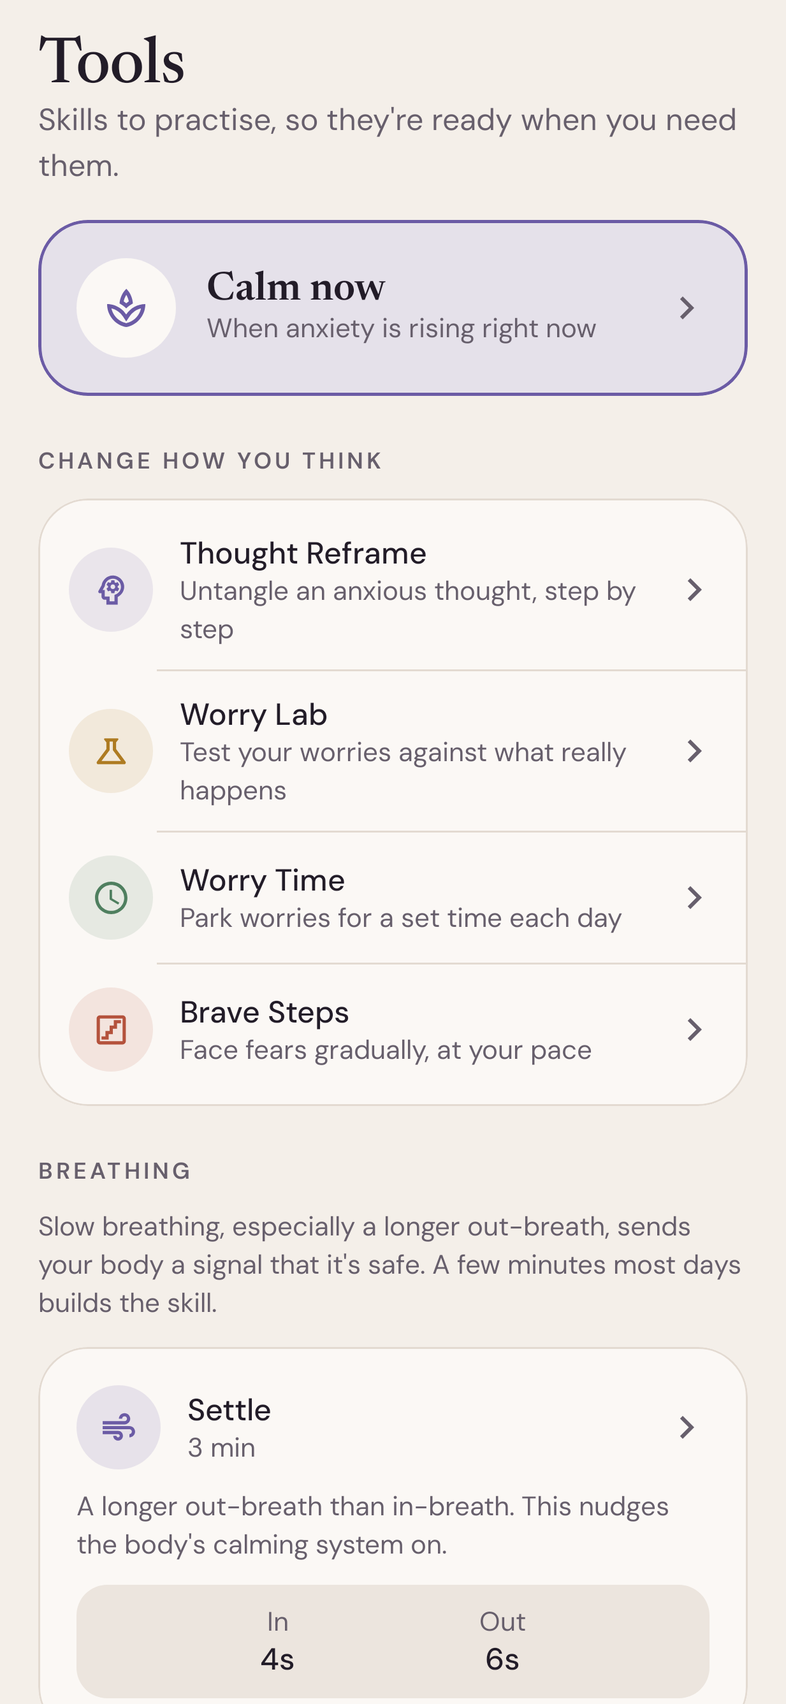 Tools
Skills to practise, so they're ready when you need
them.
Calm now
When anxiety is rising right now
CHANGE HOW YOU THINK
Thought Reframe
Untangle an anxious thought, step by
step
Worry Lab
Test your worries against what really
happens
Worry Time
Park worries for a set time each day
Brave Steps
Face fears gradually, at your pace
BREATHING
Slow breathing, especially a longer out-breath, sends
your body a signal that it's safe. A few minutes most days
builds the skill.
Settle
3 min
A longer out-breath than in-breath. This nudges
the body's calming system on.
In Out
4s 6s